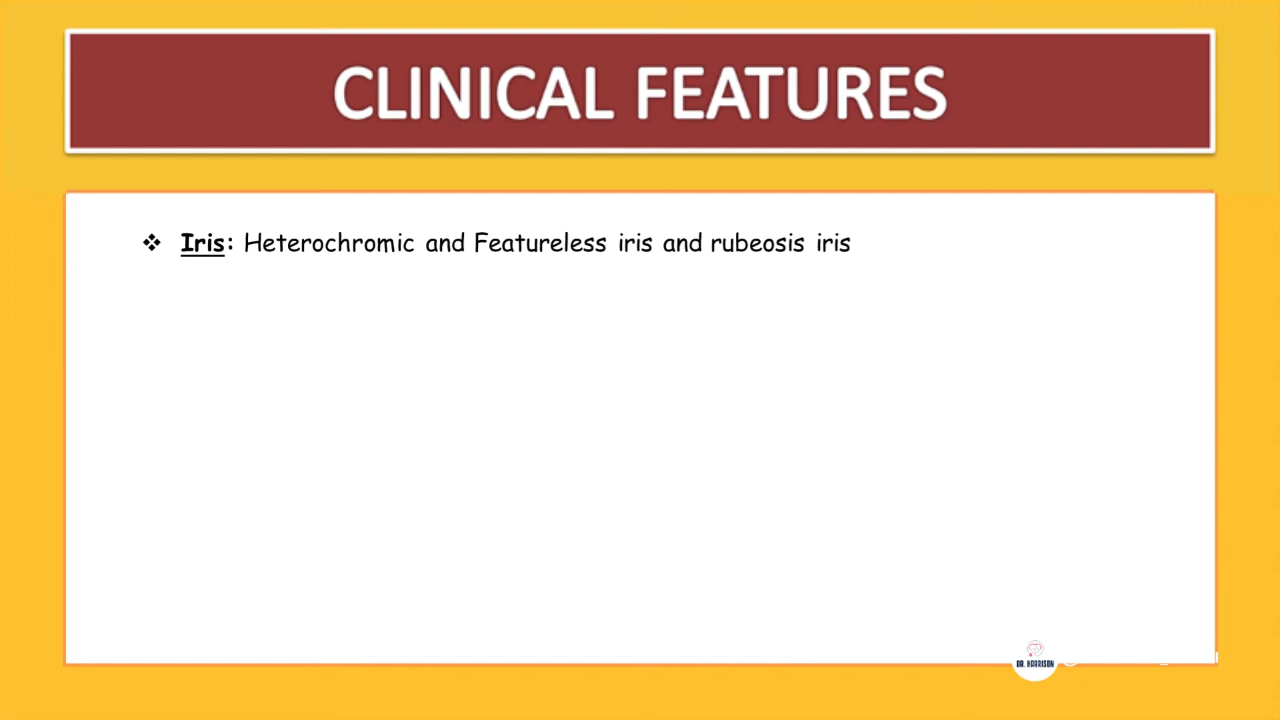 CLINICAL FEATURES
❖ Iris: Heterochromic and Featureless iris and rubeosis iris
DR. HARRISON